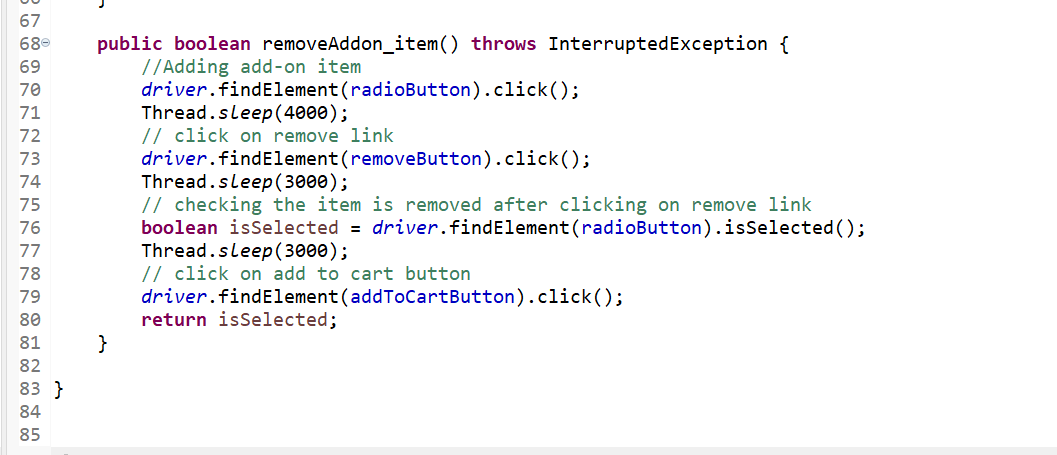 67
68 public boolean removeAddon_item() throws InterruptedException {
69 //Adding add-on item
70 driver.findElement(radioButton).click();
71 Thread.sleep(4000);
72 // click on remove link
73 driver.findElement(removeButton).click();
74 Thread.sleep(3000);
75 // checking the item is removed after clicking on remove link
76 boolean isSelected = driver.findElement(radioButton).isSelected();
77 Thread.sleep(3000);
78 // click on add to cart button
79 driver.findElement(addToCartButton).click();
80 return isSelected;
81 }
82
83 }
84
85